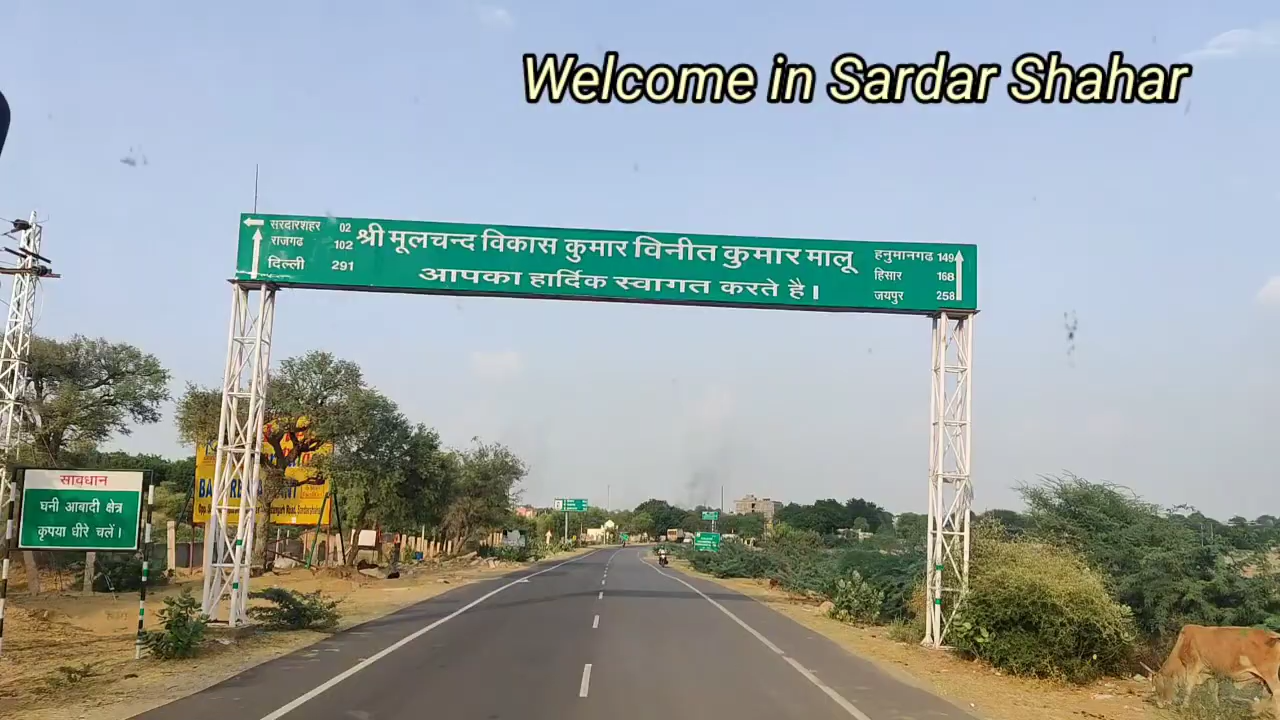 Welcome in Sardar Shahar
सरदारशहर 02
राजगढ 102
दिल्ली 291
श्री मूलचन्द विकास कुमार विनीत कुमार मालू
आपका हार्दिक स्वागत करते है।
हनुमानगढ 149
हिसार 168
जयपुर 258
सावधान
घनी आबादी क्षेत्र
कृपया धीरे चलें।